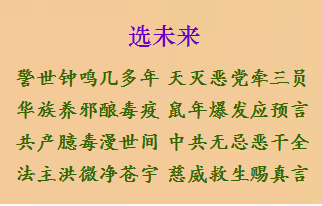 选未来
警世钟鸣几多年 天灭恶党牵三员
华族养邪酿毒疫 鼠年爆发应预言
共产臆毒漫世间 中共无忌恶干全
法主洪微净苍宇 慈威救生赐真言